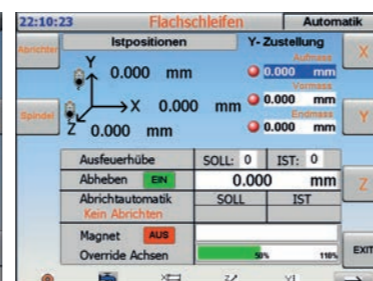 22:10:23 Flachschleifen Automatik
Abrichten Istpositionen Y- Zustellung X
Y Aufmass
0.000 mm 0.000 mm
Vormass
X 0.000 mm 0.000 mm
Spindel Endmass Y
Z 0.000 mm 0.000 mm
Ausfeuerhübe SOLL: 0 IST: 0
Abheben EIN 0.000 mm Z
Abrichtautomatik SOLL IST
Kein Abrichten
Magnet AUS
Override Achsen 50% 110% EXIT